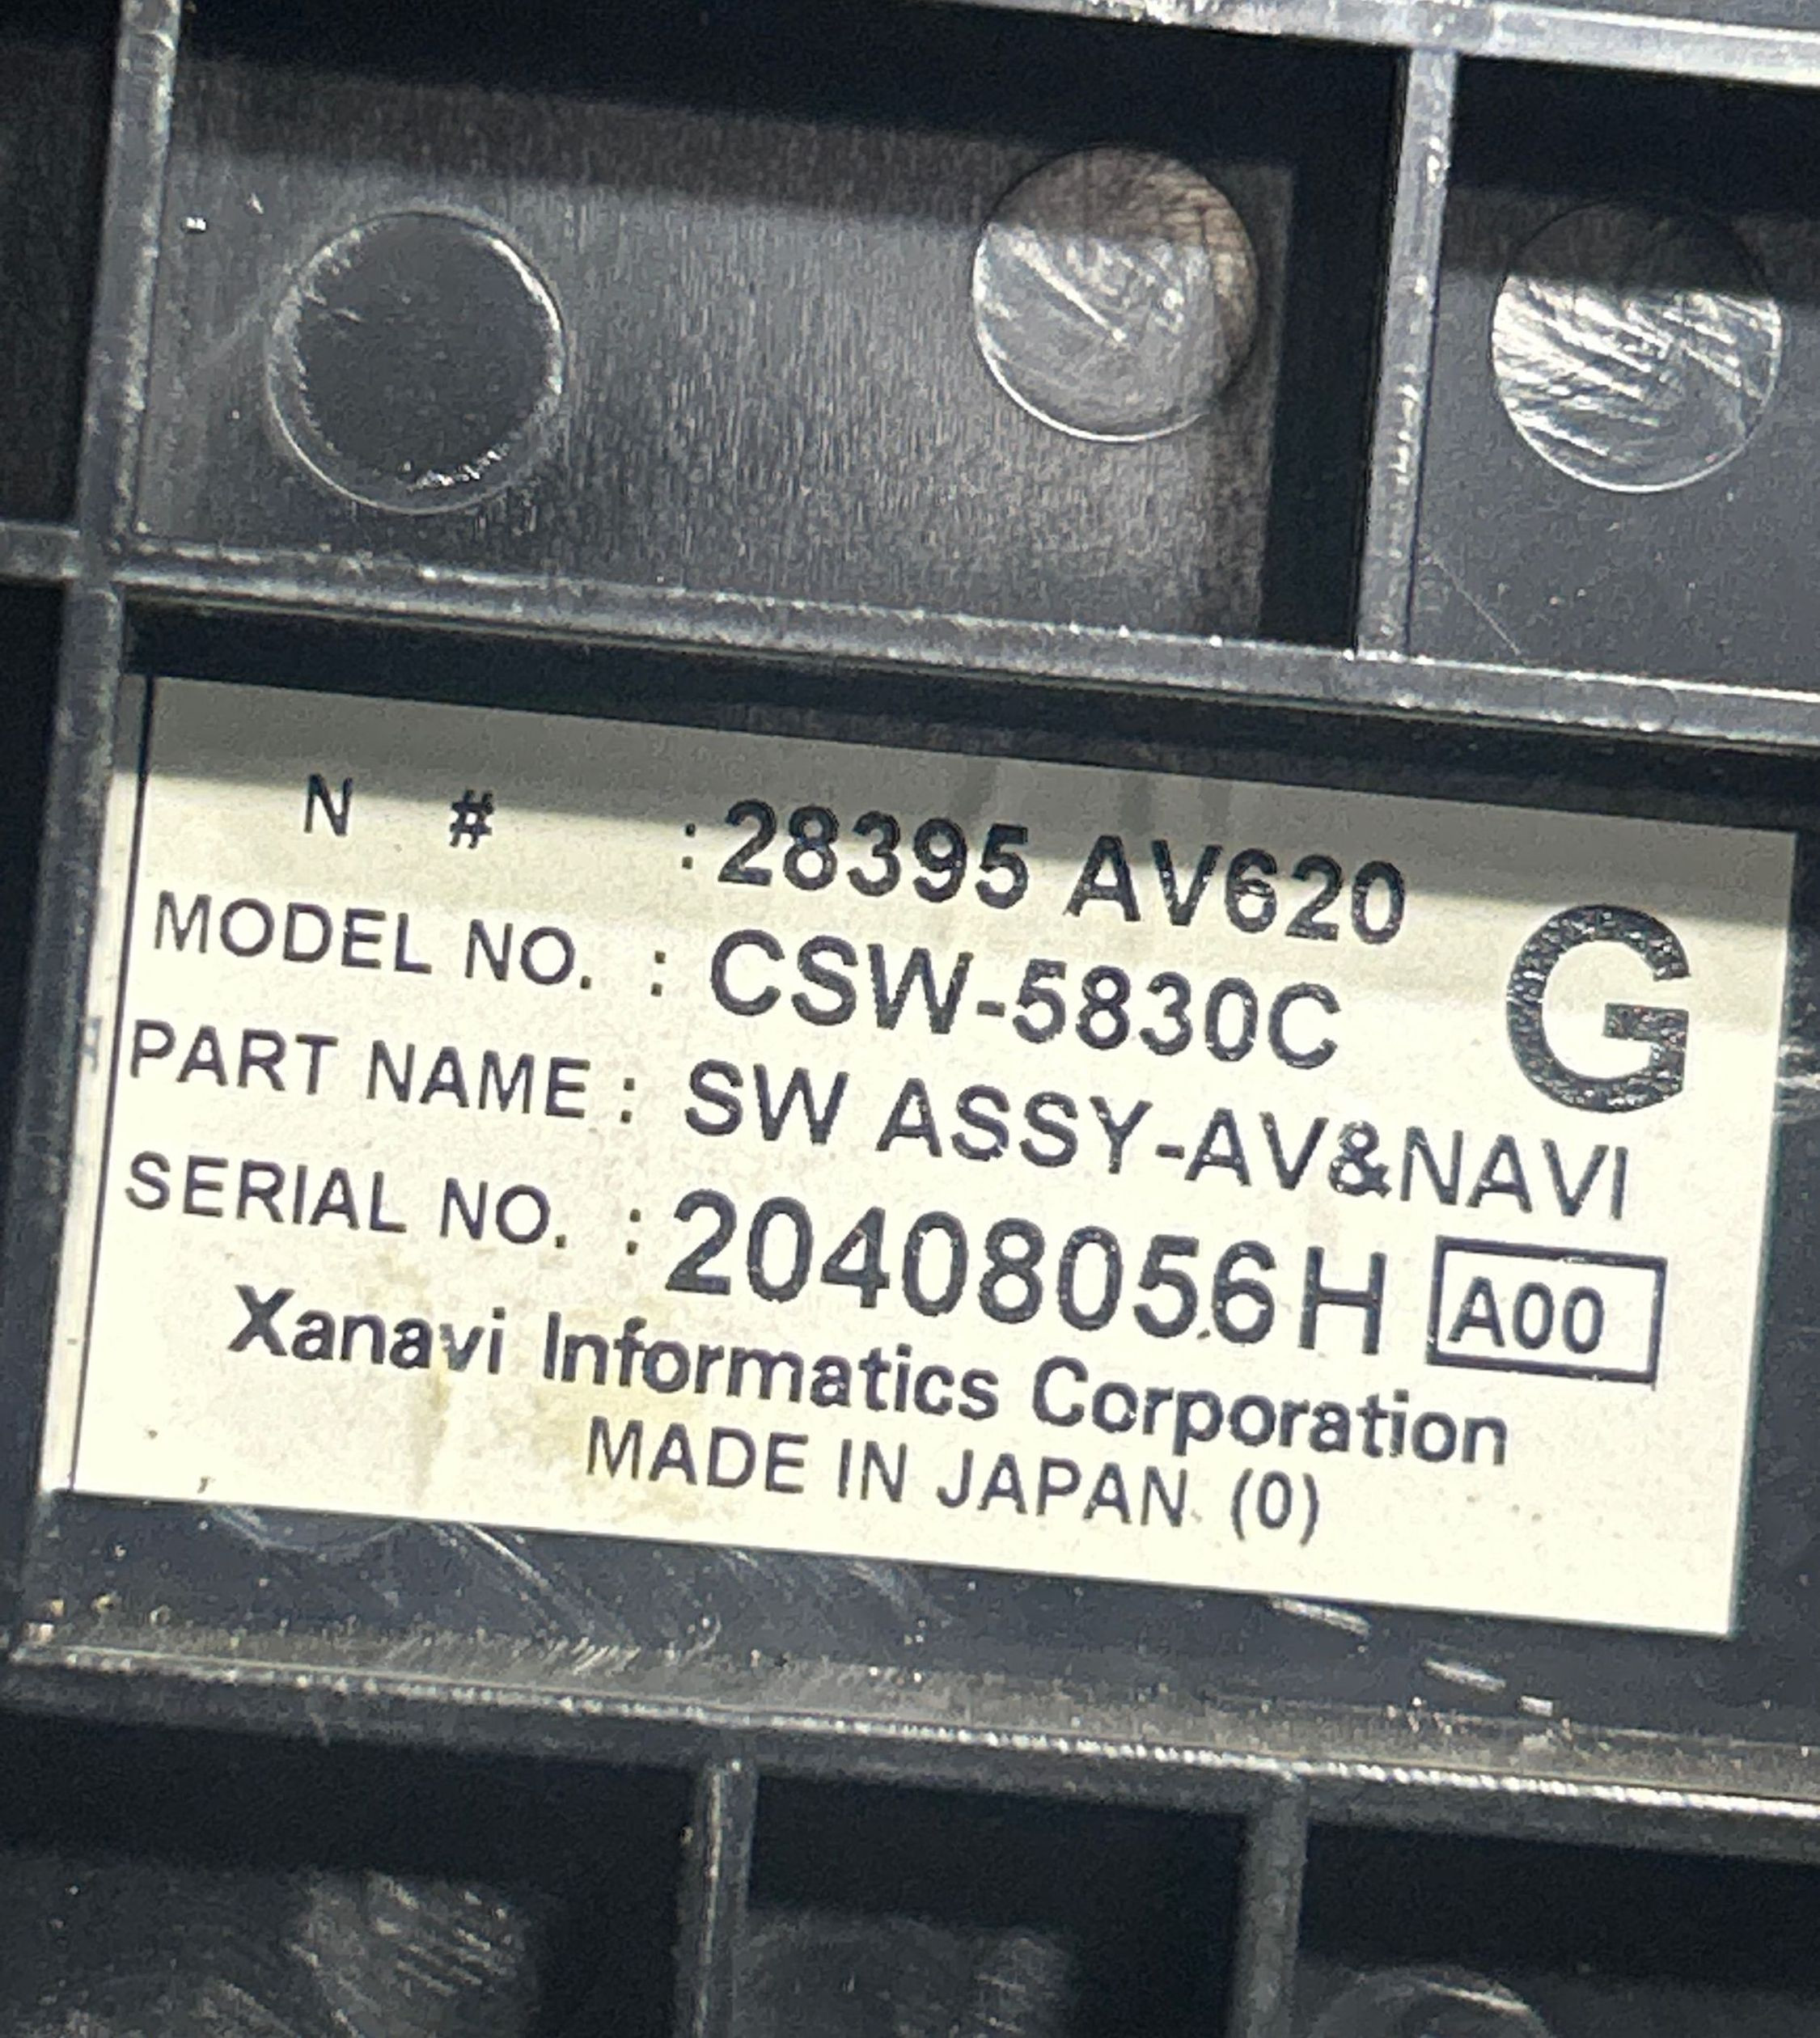 N # : 28395 AV620
MODEL NO. : CSW-5830C G
PART NAME : SW ASSY-AV&NAVI
SERIAL NO. : 20408056H A00
Xanavi Informatics Corporation
MADE IN JAPAN (0)